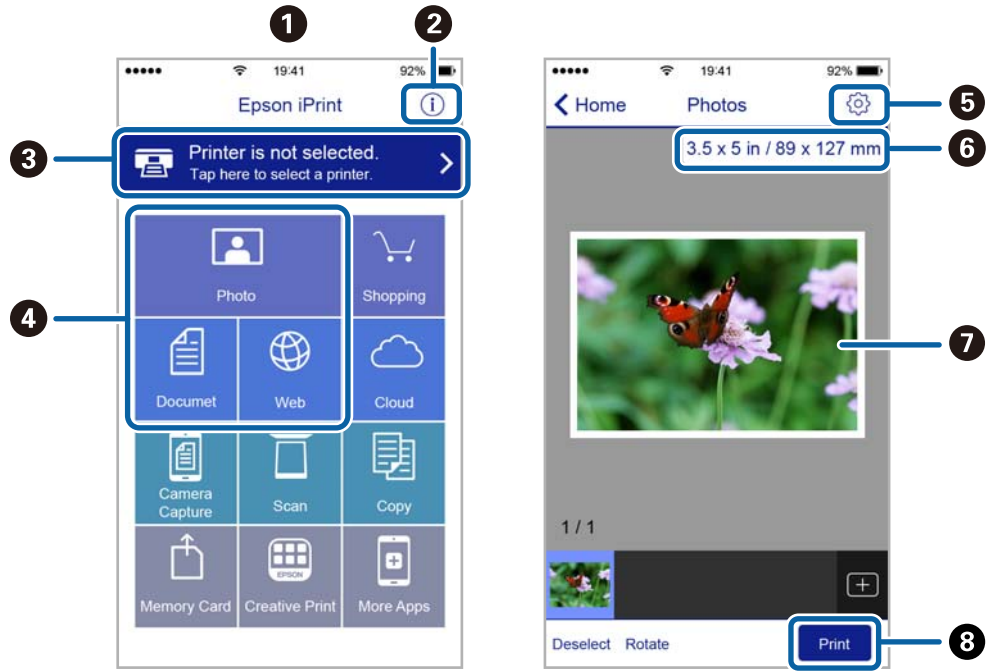 1
2
19:41
92%
Epson iPrint
3
Printer is not selected.
Tap here to select a printer.
4
Photo
Shopping
Documet
Web
Cloud
Camera
Capture
Scan
Copy
EPSON
Memory Card
Creative Print
More Apps
19:41
92%
Home
Photos
5
3.5 x 5 in / 89 x 127 mm
6
7
1 / 1
Deselect
Rotate
Print
8